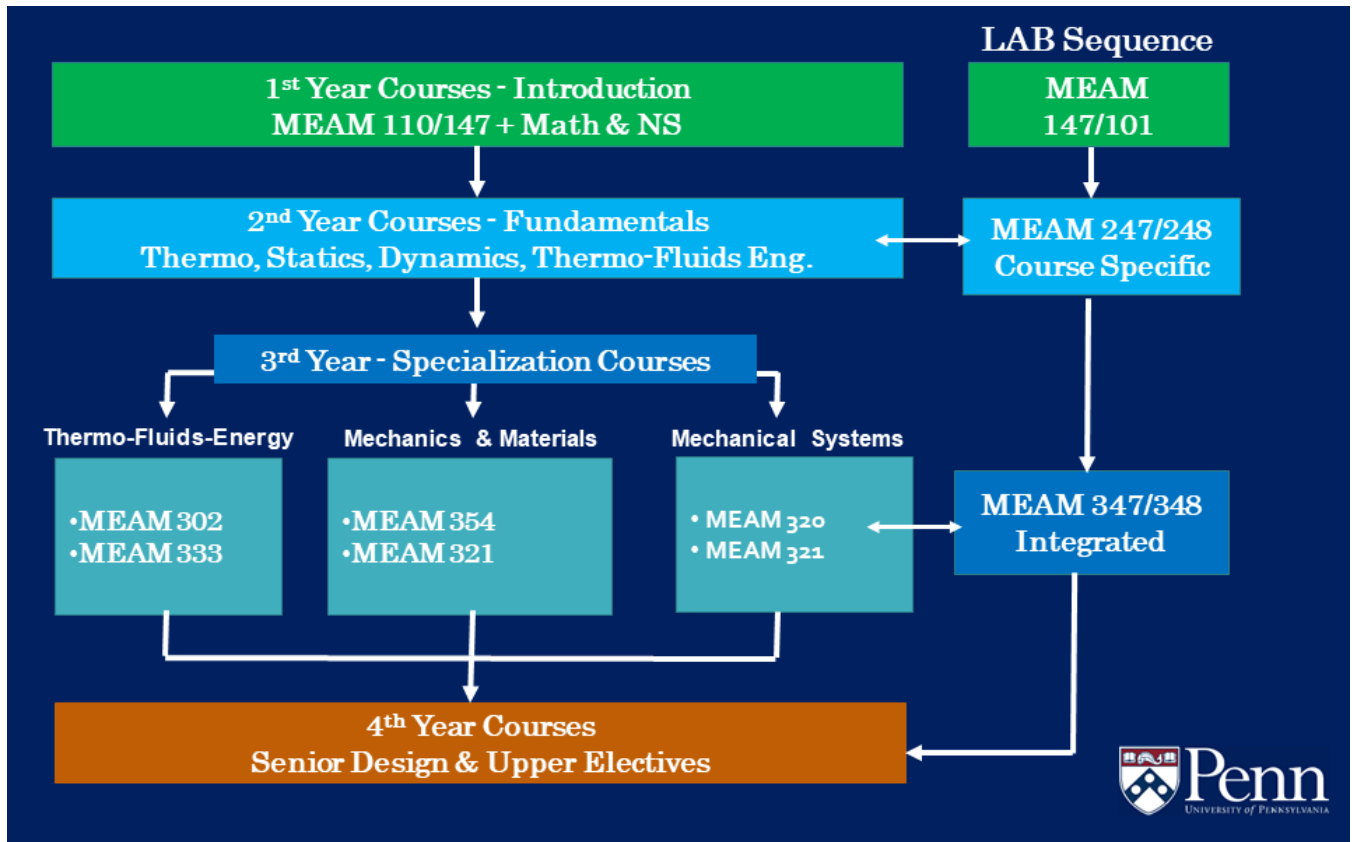 LAB Sequence
1st Year Courses - Introduction
MEAM 110/147 + Math & NS
MEAM
147/101
2nd Year Courses - Fundamentals
Thermo, Statics, Dynamics, Thermo-Fluids Eng.
MEAM 247/248
Course Specific
3rd Year - Specialization Courses
Thermo-Fluids-Energy
•MEAM 302
•MEAM 333
Mechanics & Materials
•MEAM 354
•MEAM 321
Mechanical Systems
• MEAM 320
• MEAM 321
MEAM 347/348
Integrated
4th Year Courses
Senior Design & Upper Electives
Penn
UNIVERSITY of PENNSYLVANIA